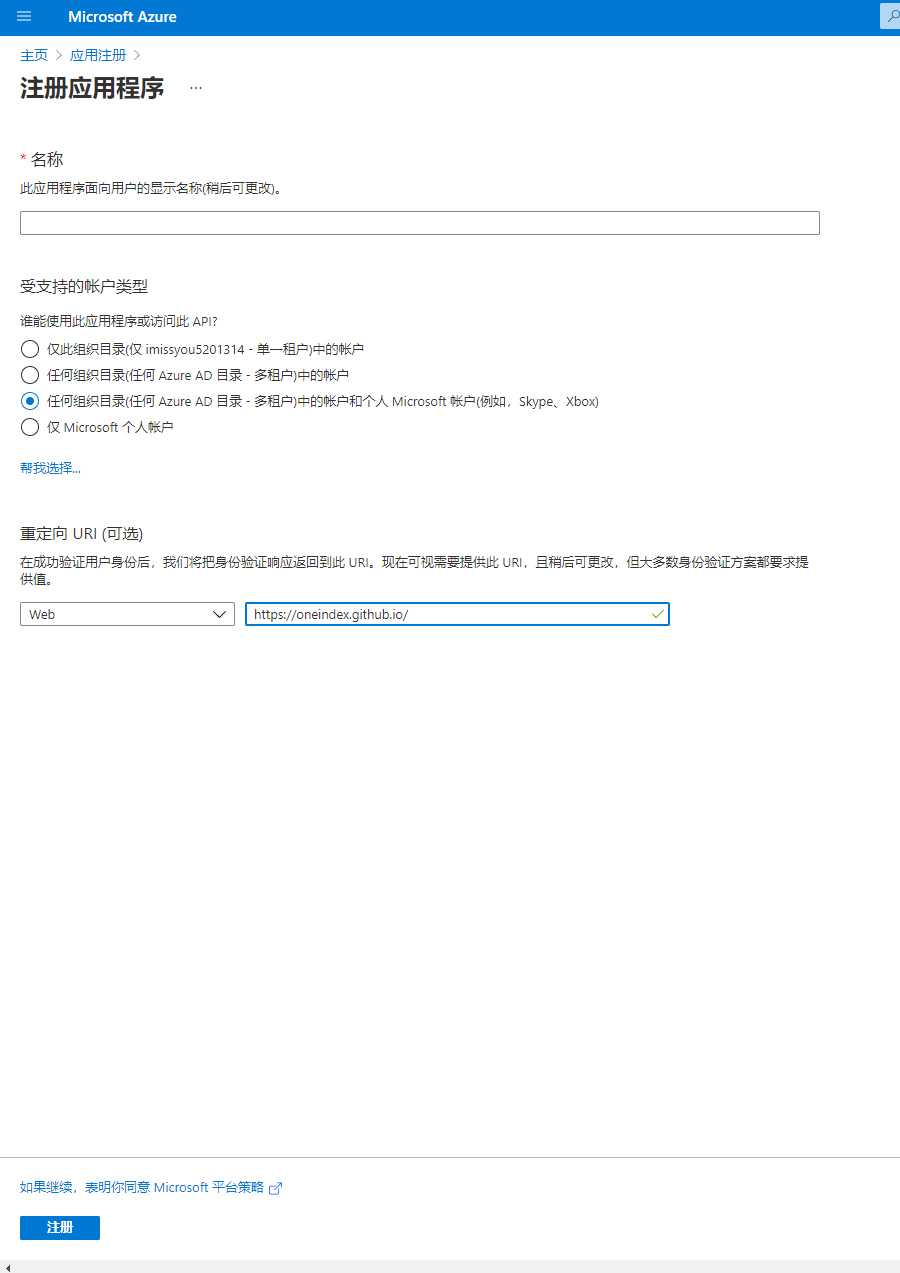 Microsoft Azure
主页 > 应用注册 >
注册应用程序 ...
* 名称
此应用程序面向用户的显示名称(稍后可更改)。
受支持的帐户类型
谁能使用此应用程序或访问此 API?
仅此组织目录(仅 imissyou5201314 - 单一租户)中的帐户
任何组织目录(任何 Azure AD 目录 - 多租户)中的帐户
任何组织目录(任何 Azure AD 目录 - 多租户)中的帐户和个人 Microsoft 帐户(例如，Skype、Xbox)
仅 Microsoft 个人帐户
帮我选择...
重定向 URI (可选)
在成功验证用户身份后，我们将把身份验证响应返回到此 URI。现在可视需要提供此 URI，且稍后可更改，但大多数身份验证方案都要求提
供值。
Web https://oneindex.github.io/
如果继续，表明你同意 Microsoft 平台策略
注册